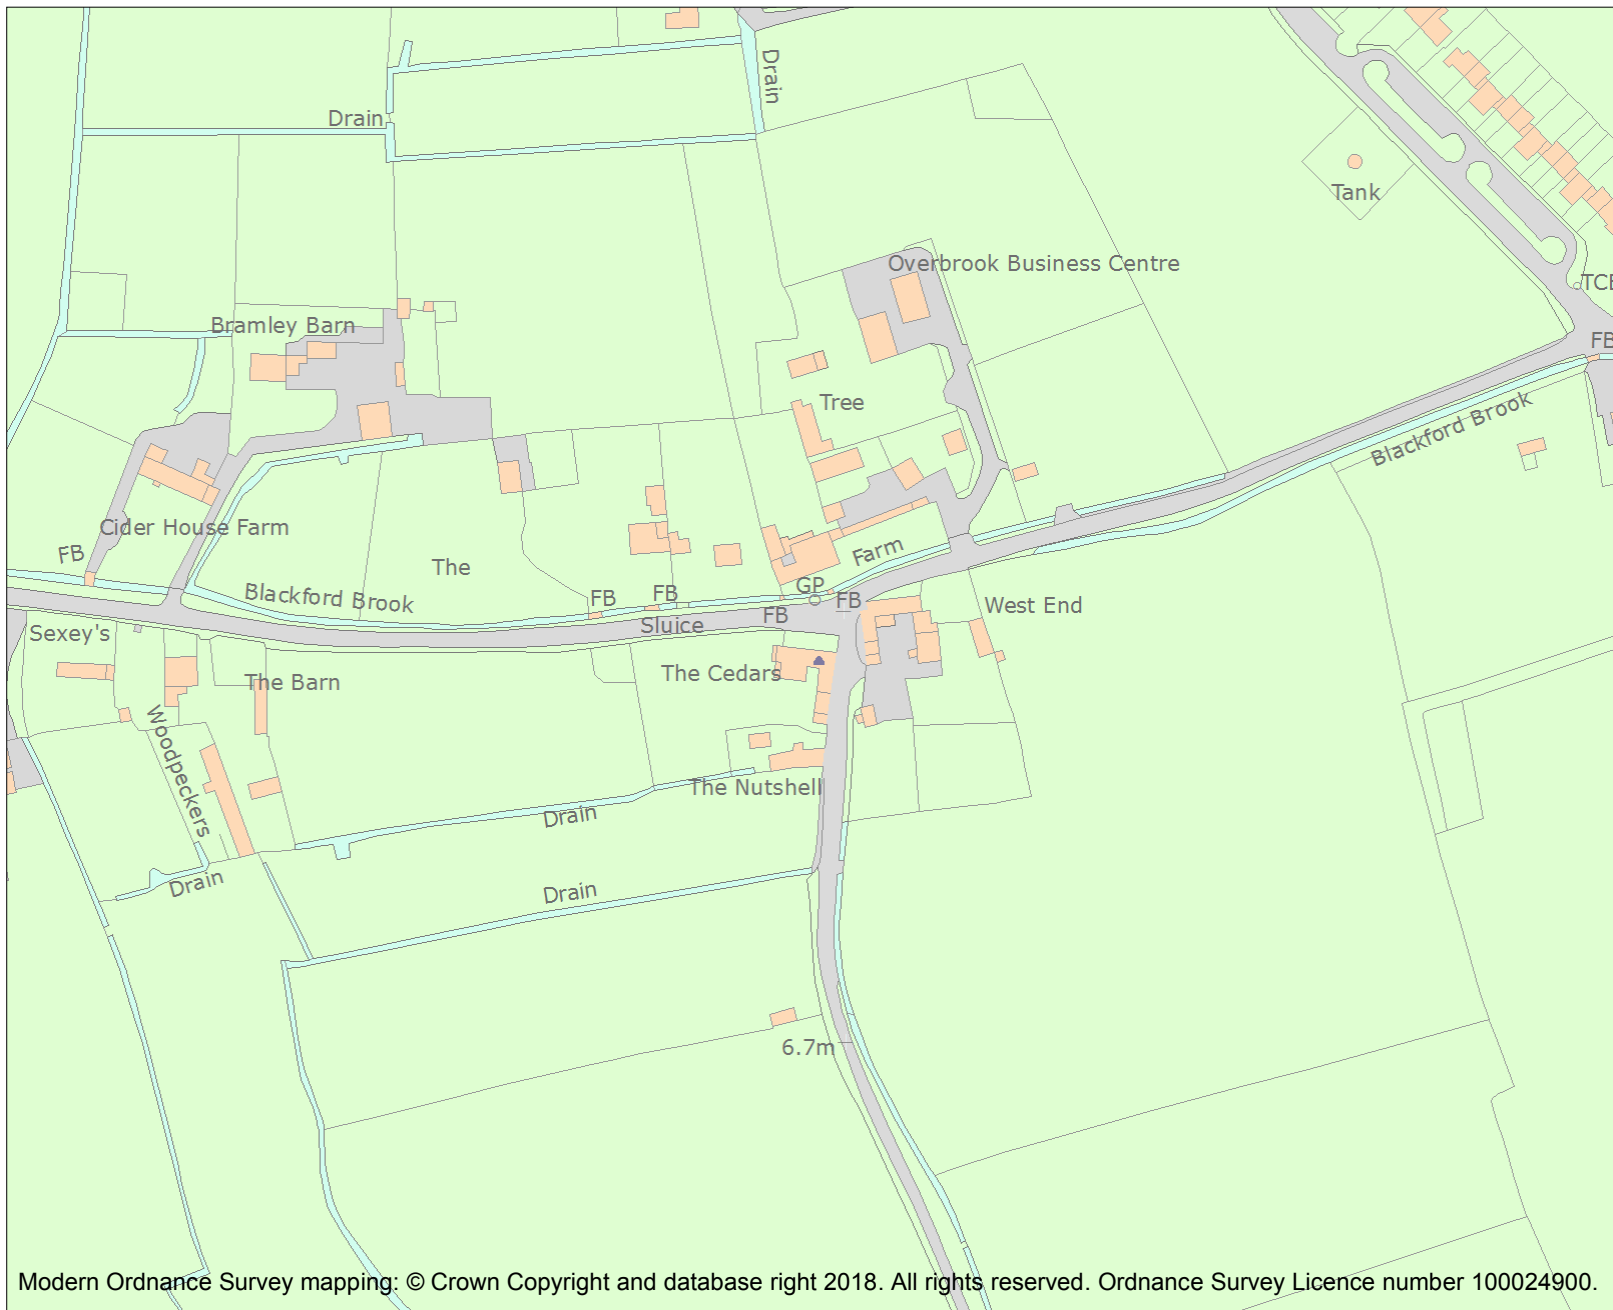 Drain
Drain
Tank
Overbrook Business Centre
FB
Bramley Barn
Tree
Blackford Brook
Cider House Farm
FB
The
Farm
GP
Blackford Brook
FB
FB
FB
West End
Sexey's
Sluice
FB
The Cedars
The Barn
Woodpeckers
The Nutshell
Drain
Drain
Drain
6.7m
Modern Ordnance Survey mapping: © Crown Copyright and database right 2018. All rights reserved. Ordnance Survey Licence number 100024900.